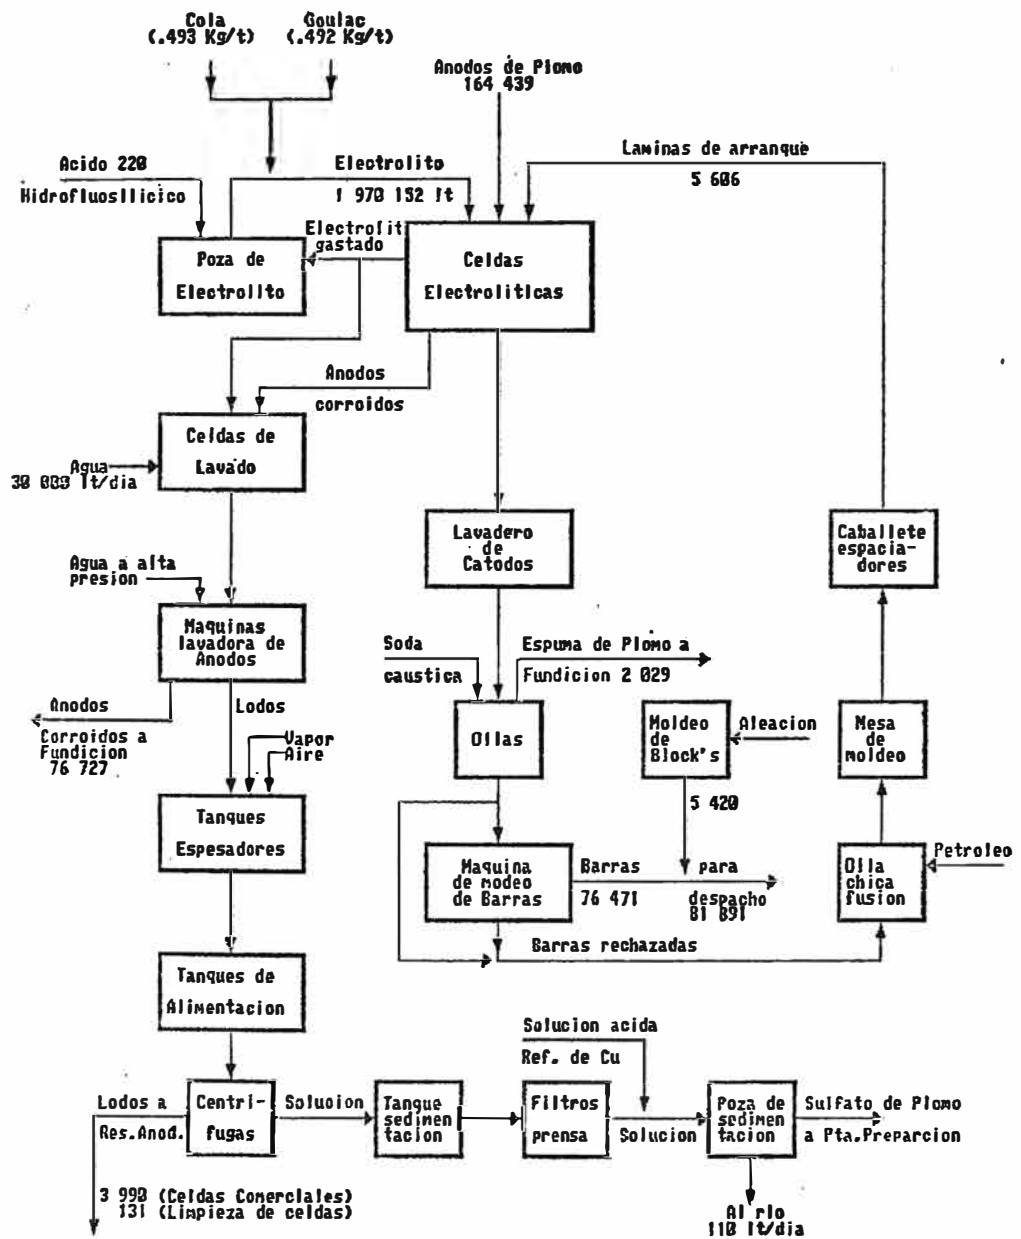 Cola
(.493 Kg/t)
Goulac
(.492 Kg/t)
Anodos de Plomo
164 439
Laminas de arranque
5 606
Acido 220
Hidrofluosilicico
Electrolito
1 970 152 lt
Electrolit
gastado
Poza de
Electrolito
Celdas
Electroliticas
Anodos
corroidos
Celdas de
Lavado
Agua
30 000 lt/dia
Lavadero
de
Catodos
Caballete
espacia-
dores
Agua a alta
presion
Maquinas
lavadora de
Anodos
Soda
caustica
Espuma de Plomo a
Fundicion 2 029
Anodos
Corroidos a
Fundicion
76 727
Lodos
Vapor
Aire
Ollas
Moldeo
de
Block's
Aleacion
Mesa
de
moldeo
5 420
Tanques
Espesadores
Maquina
de modeo
de Barras
Barras
76 471
para
despacho
81 891
Olla
chica
fusion
Petroleo
Barras rechazadas
Tanques de
Alimentacion
Solucion acida
Ref. de Cu
Lodos a
Res.Anod.
Centri-
fugas
Solucion
Tanque
sedimen
tacion
Filtros
prensa
Solucion
Poza de
sedimen
tacion
Sulfato de Plomo
a Pta.Preparcion
3 990 (Celdas Comerciales)
131 (Limpieza de celdas)
Al rio
110 lt/dia